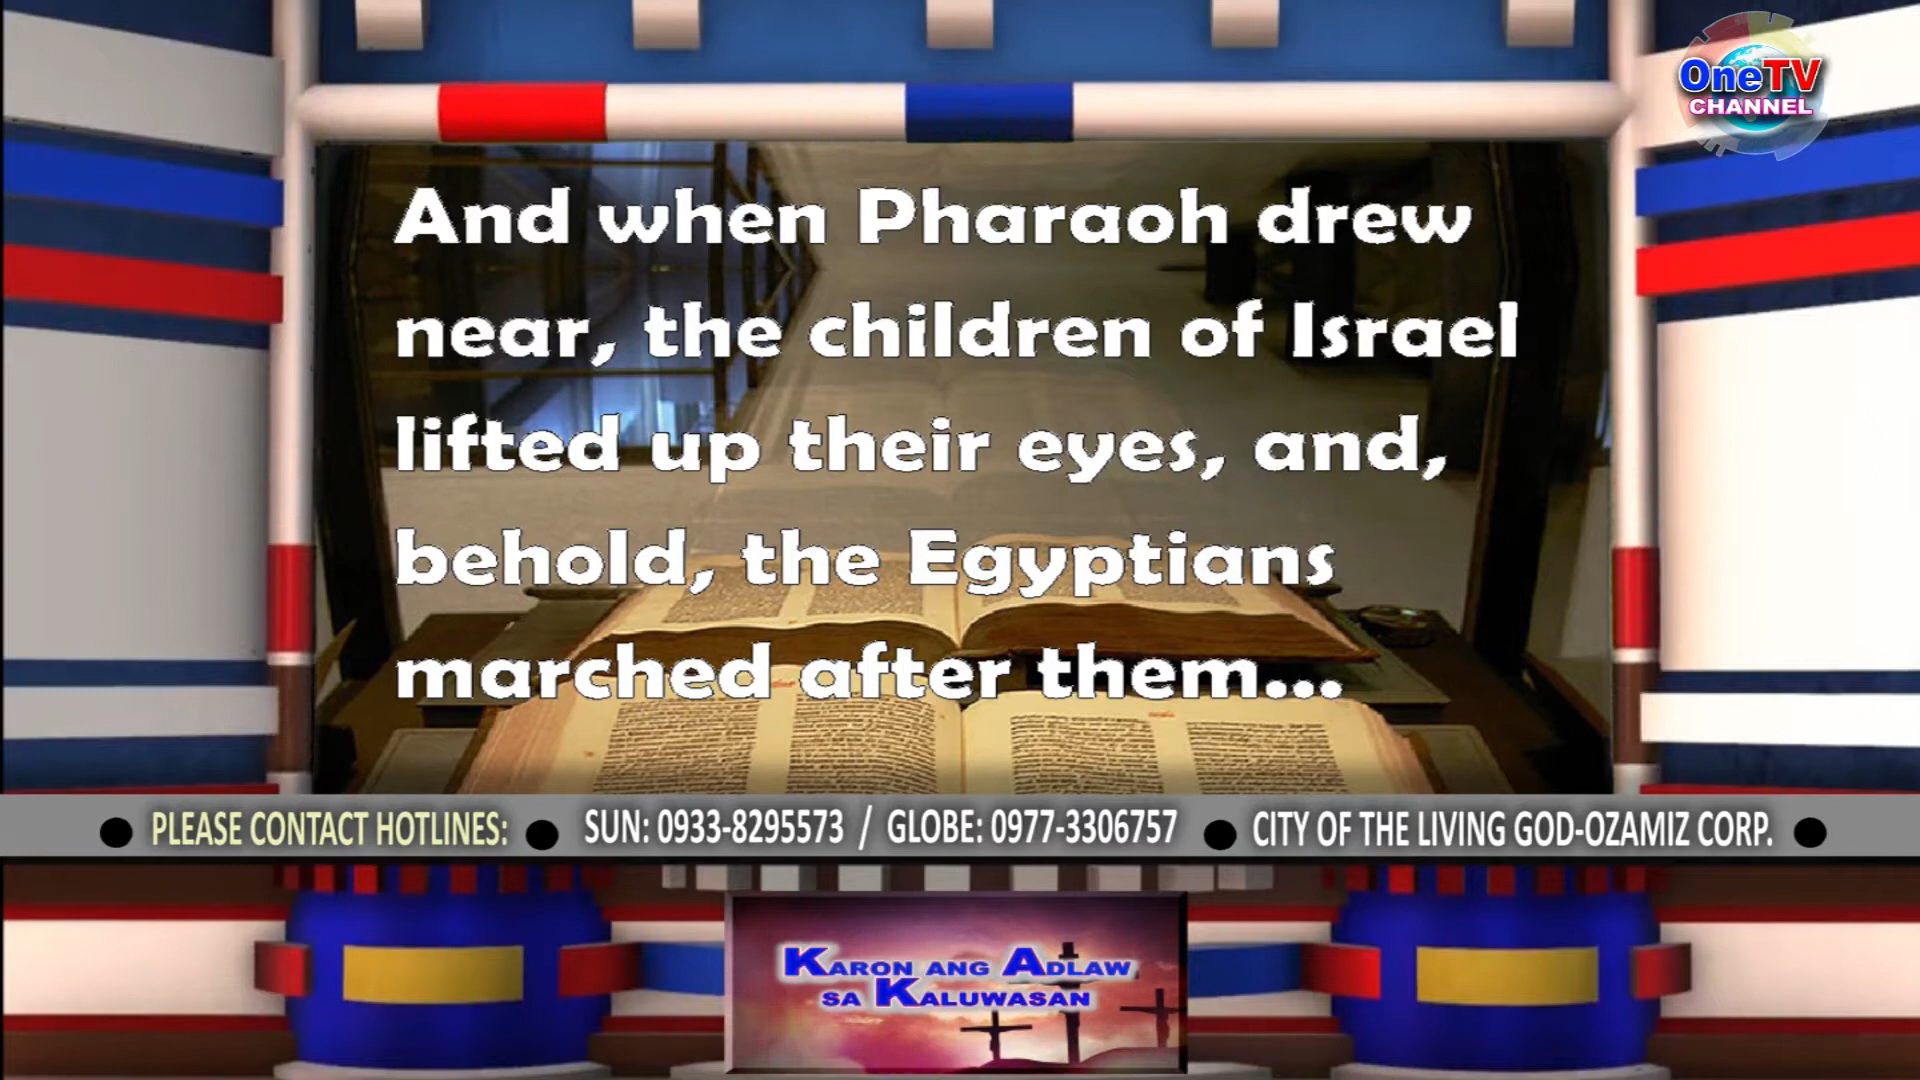 OneTV
CHANNEL
And when Pharaoh drew
near, the children of Israel
lifted up their eyes, and,
behold, the Egyptians
marched after them...
● PLEASE CONTACT HOTLINES: ● SUN: 0933-8295573 / GLOBE: 0977-3306757 ● CITY OF THE LIVING GOD-OZAMIZ CORP. ●
KARON ANG ADLAW
SA KALUWASAN